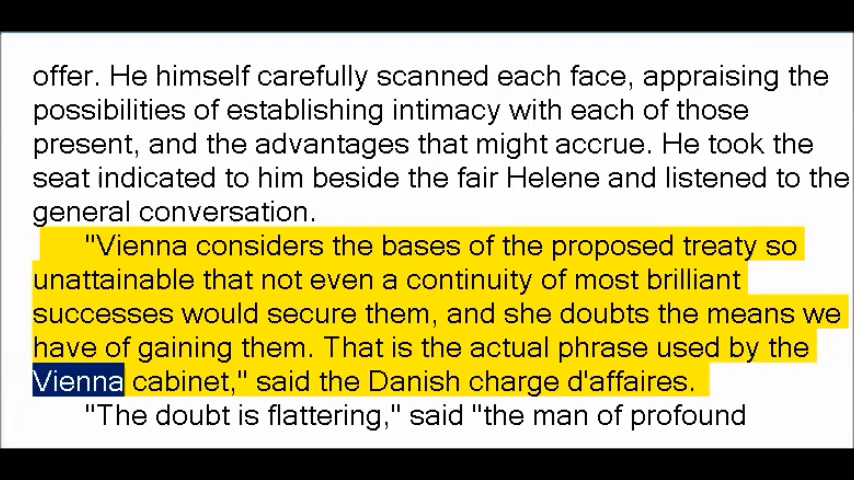 offer. He himself carefully scanned each face, appraising the
possibilities of establishing intimacy with each of those
present, and the advantages that might accrue. He took the
seat indicated to him beside the fair Helene and listened to the
general conversation.
"Vienna considers the bases of the proposed treaty so
unattainable that not even a continuity of most brilliant
successes would secure them, and she doubts the means we
have of gaining them. That is the actual phrase used by the
Vienna cabinet," said the Danish charge d'affaires.
"The doubt is flattering," said "the man of profound